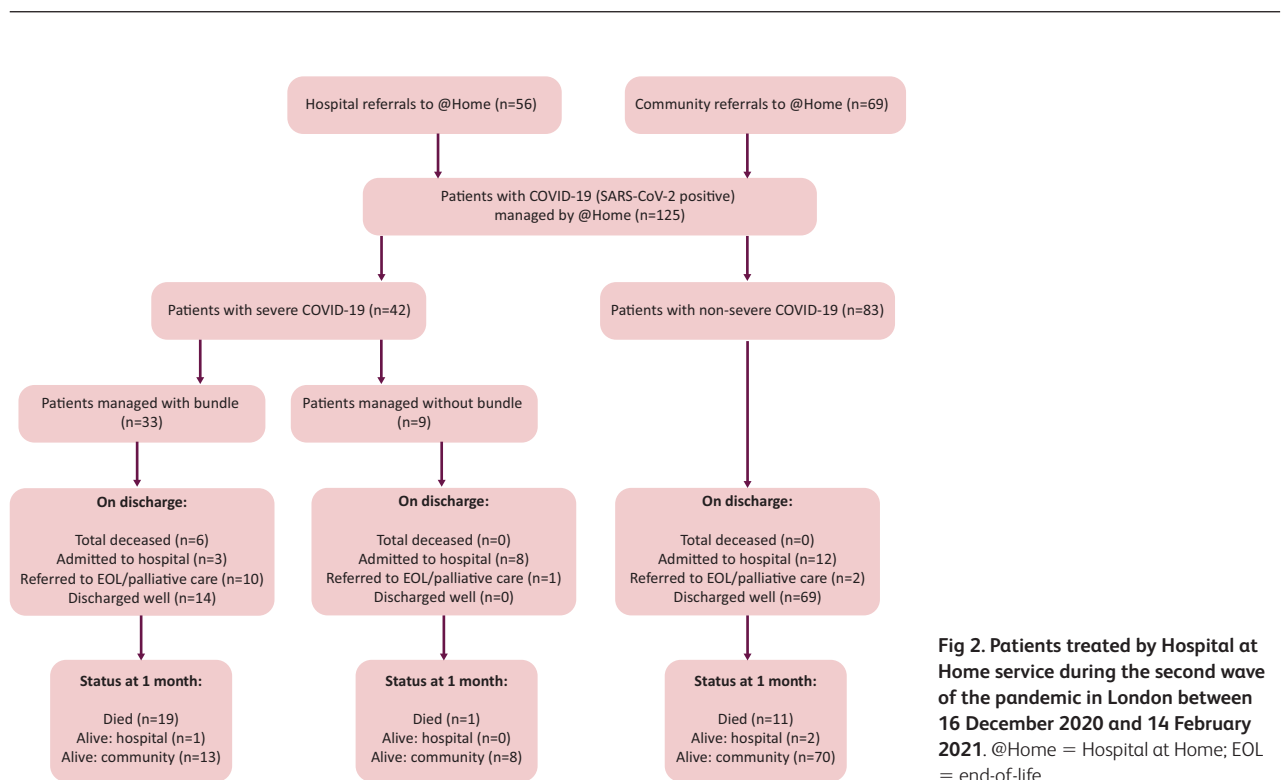 Hospital referrals to @Home (n=56)
Community referrals to @Home (n=69)
Patients with COVID-19 (SARS-CoV-2 positive)
managed by @Home (n=125)
Patients with severe COVID-19 (n=42)
Patients with non-severe COVID-19 (n=83)
Patients managed with bundle
(n=33)
Patients managed without bundle
(n=9)
On discharge:
Total deceased (n=6)
Admitted to hospital (n=3)
Referred to EOL/palliative care (n=10)
Discharged well (n=14)
On discharge:
Total deceased (n=0)
Admitted to hospital (n=8)
Referred to EOL/palliative care (n=1)
Discharged well (n=0)
On discharge:
Total deceased (n=0)
Admitted to hospital (n=12)
Referred to EOL/palliative care (n=2)
Discharged well (n=69)
Status at 1 month:
Died (n=19)
Alive: hospital (n=1)
Alive: community (n=13)
Status at 1 month:
Died (n=1)
Alive: hospital (n=0)
Alive: community (n=8)
Status at 1 month:
Died (n=11)
Alive: hospital (n=2)
Alive: community (n=70)
Fig 2. Patients treated by Hospital at
Home service during the second wave
of the pandemic in London between
16 December 2020 and 14 February
2021. @Home = Hospital at Home; EOL
= end-of-life